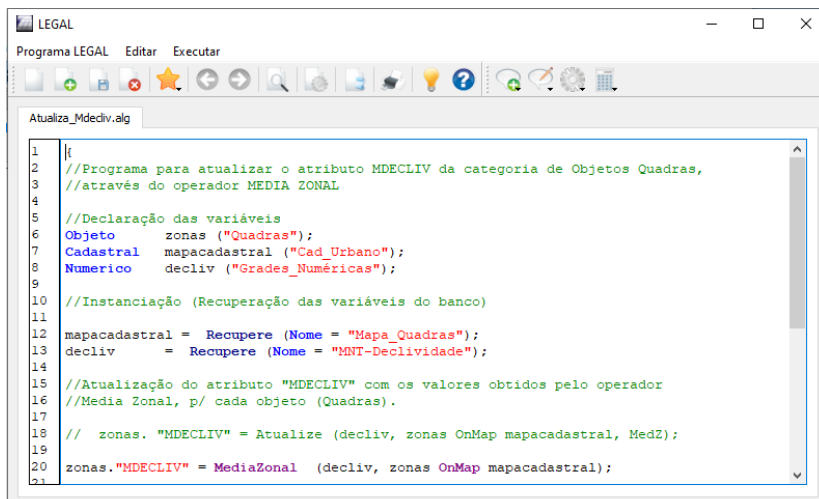 LEGAL
Programa LEGAL Editar Executar
Atualiza_Mdecliv.alg
1 {
2 //Programa para atualizar o atributo MDECLIV da categoria de Objetos Quadras,
3 //através do operador MEDIA ZONAL
4
5 //Declaração das variáveis
6 Objeto zonas ("Quadras");
7 Cadastral mapacadastral ("Cad_Urbano");
8 Numerico decliv ("Grades_Numéricas");
9
10 //Instanciação (Recuperação das variáveis do banco)
11
12 mapacadastral = Recupere (Nome = "Mapa_Quadras");
13 decliv = Recupere (Nome = "MNT-Declividade");
14
15 //Atualização do atributo "MDECLIV" com os valores obtidos pelo operador
16 //Media Zonal, p/ cada objeto (Quadras).
17
18 // zonas. "MDECLIV" = Atualize (decliv, zonas OnMap mapacadastral, MedZ);
19
20 zonas."MDECLIV" = MediaZonal (decliv, zonas OnMap mapacadastral);
21